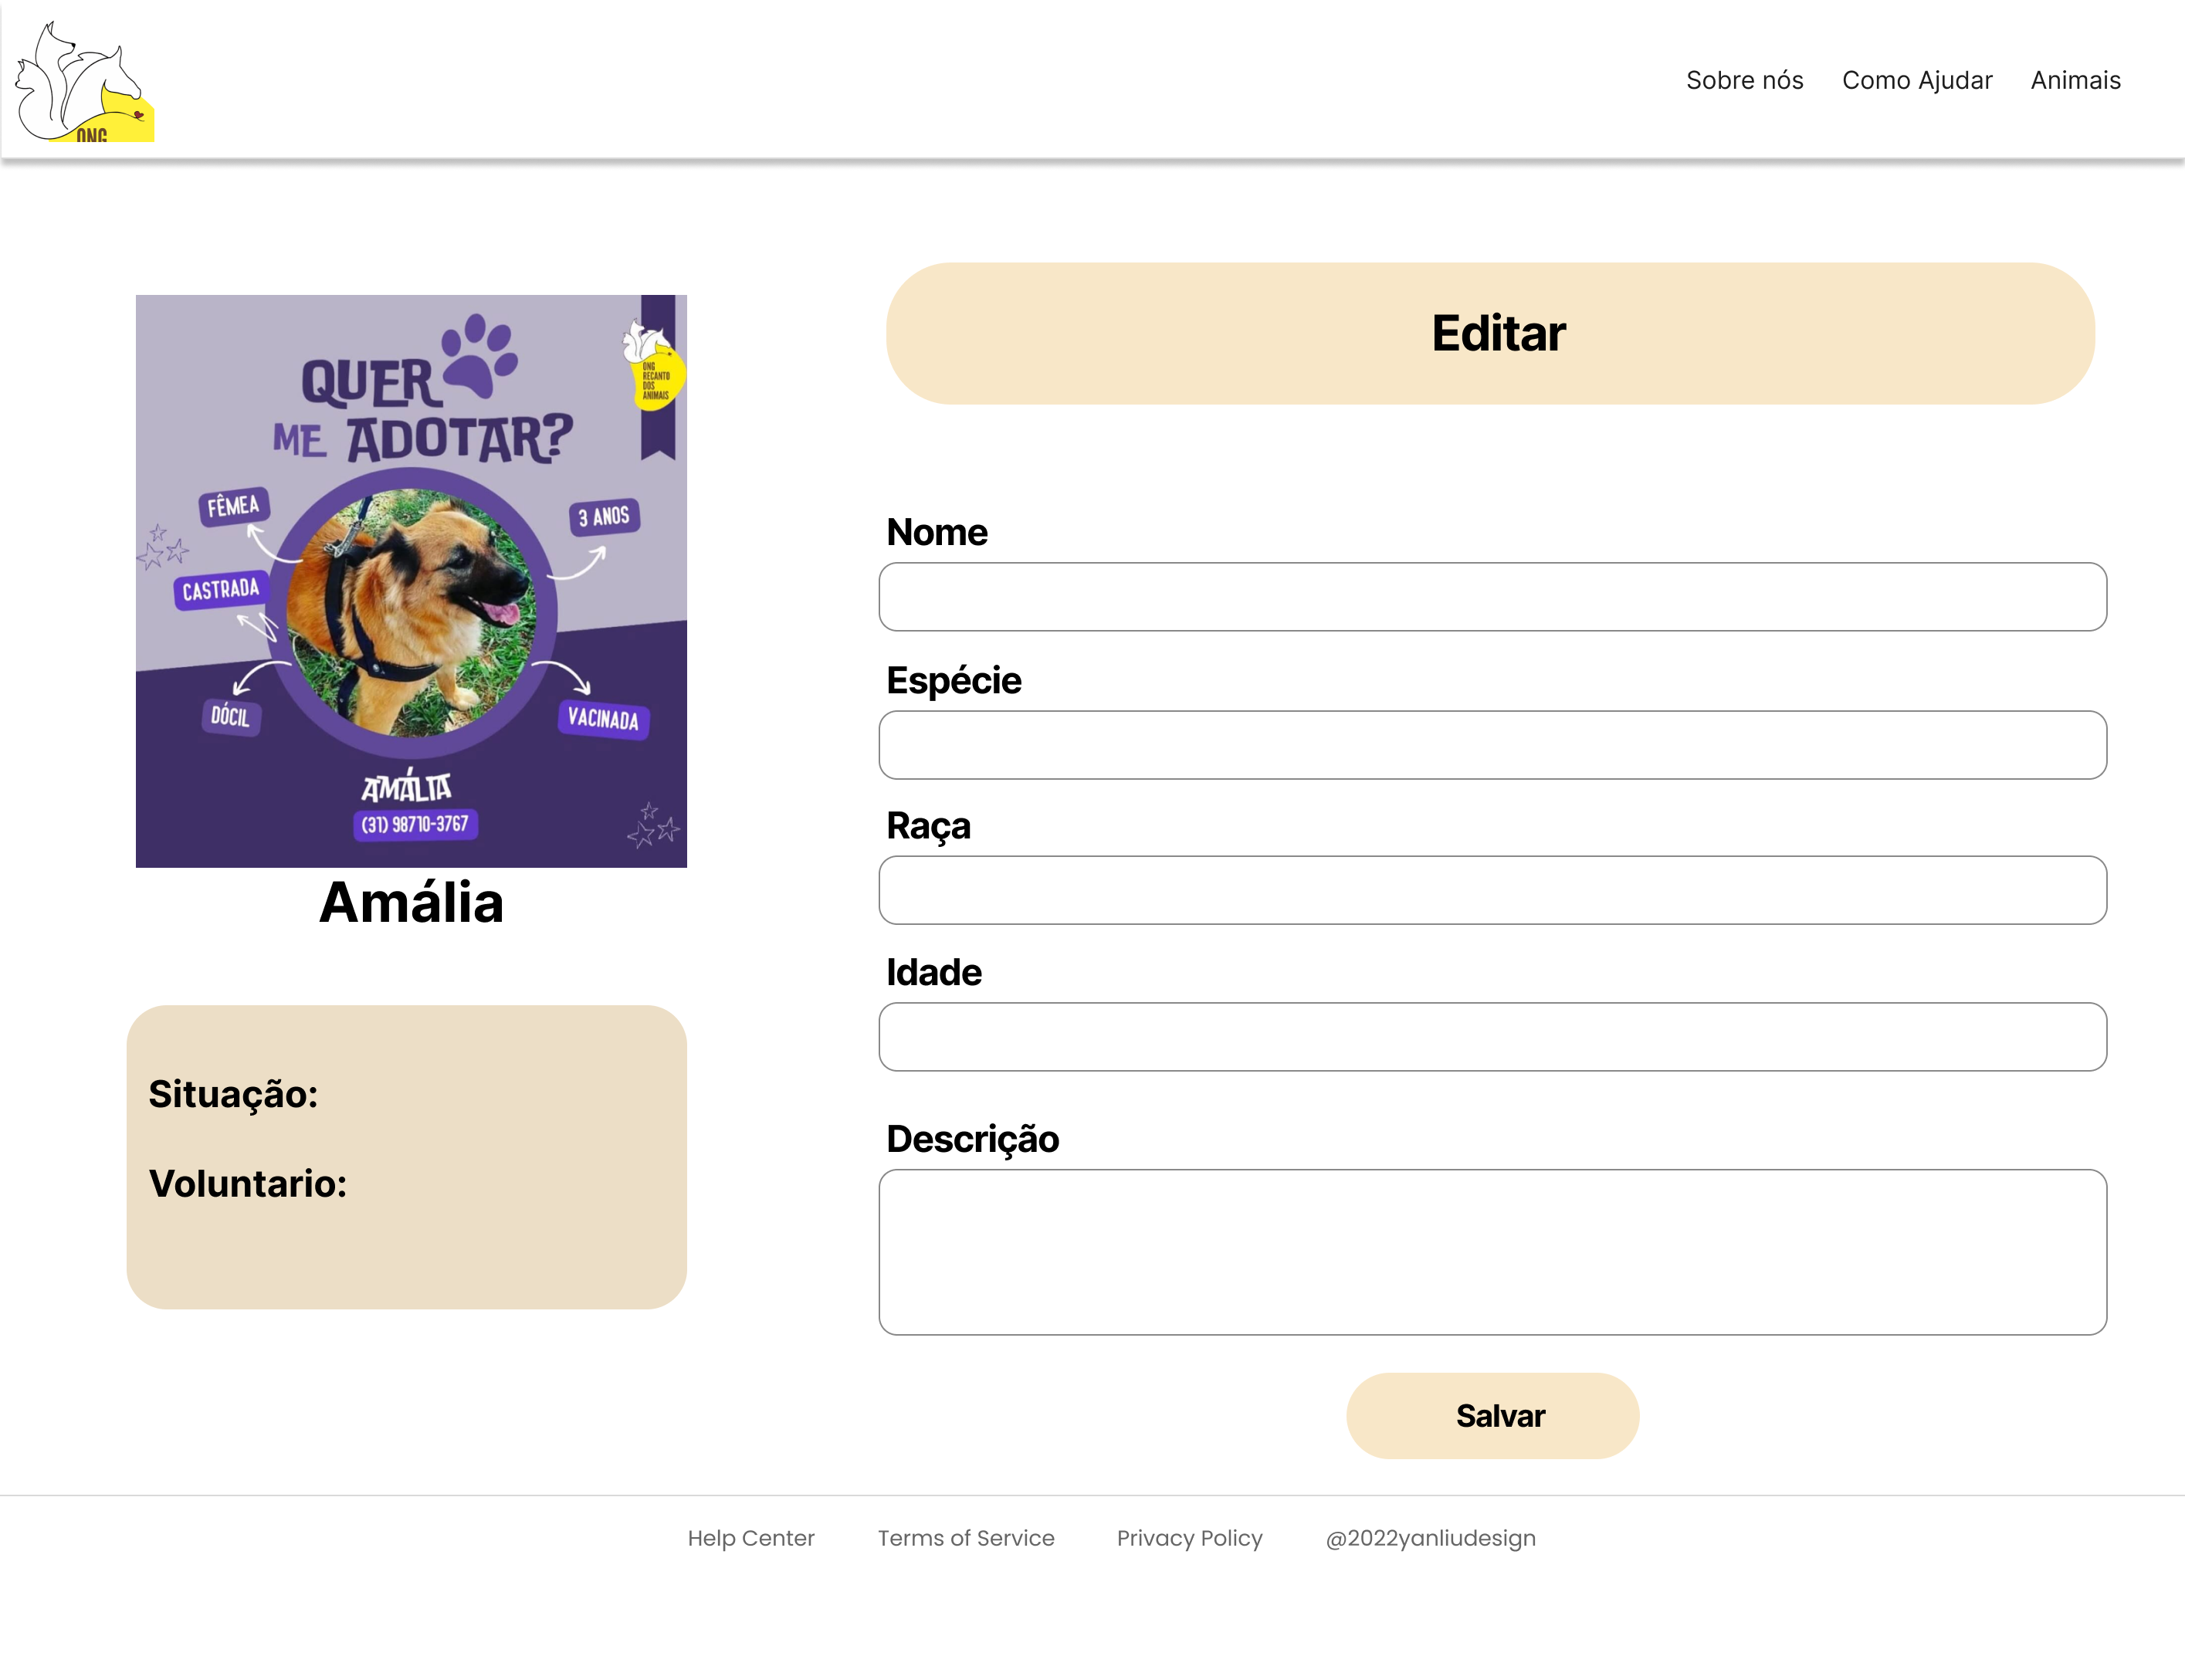 ONG
Sobre nós
Como Ajudar
Animais
QUER
ME ADOTAR?
ONG
RECANTO
DOS
ANIMAIS
FÊMEA
3 ANOS
CASTRADA
DÓCIL
VACINADA
AMÁLIA
(31) 98710-3767
Amália
Situação:
Voluntario:
Editar
Nome
Espécie
Raça
Idade
Descrição
Salvar
Help Center
Terms of Service
Privacy Policy
@2022yanliudesign